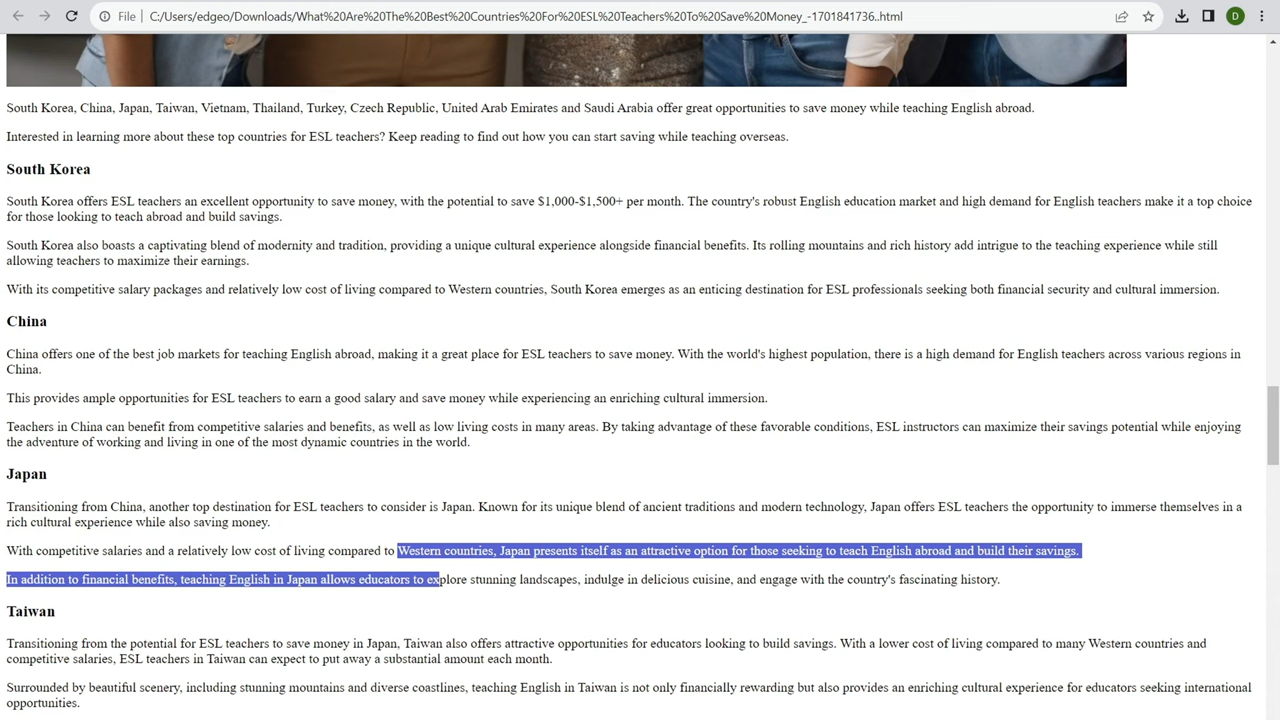 File
C:/Users/edgeo/Downloads/What%20Are%20The%20Best%20Countries%20For%20ESL%20Teachers%20To%20Save%20Money_-1701841736..html
D
South Korea, China, Japan, Taiwan, Vietnam, Thailand, Turkey, Czech Republic, United Arab Emirates and Saudi Arabia offer great opportunities to save money while teaching English abroad.
Interested in learning more about these top countries for ESL teachers? Keep reading to find out how you can start saving while teaching overseas.
South Korea
South Korea offers ESL teachers an excellent opportunity to save money, with the potential to save $1,000-$1,500+ per month. The country's robust English education market and high demand for English teachers make it a top choice
for those looking to teach abroad and build savings.
South Korea also boasts a captivating blend of modernity and tradition, providing a unique cultural experience alongside financial benefits. Its rolling mountains and rich history add intrigue to the teaching experience while still
allowing teachers to maximize their earnings.
With its competitive salary packages and relatively low cost of living compared to Western countries, South Korea emerges as an enticing destination for ESL professionals seeking both financial security and cultural immersion.
China
China offers one of the best job markets for teaching English abroad, making it a great place for ESL teachers to save money. With the world's highest population, there is a high demand for English teachers across various regions in
China.
This provides ample opportunities for ESL teachers to earn a good salary and save money while experiencing an enriching cultural immersion.
Teachers in China can benefit from competitive salaries and benefits, as well as low living costs in many areas. By taking advantage of these favorable conditions, ESL instructors can maximize their savings potential while enjoying
the adventure of working and living in one of the most dynamic countries in the world.
Japan
Transitioning from China, another top destination for ESL teachers to consider is Japan. Known for its unique blend of ancient traditions and modern technology, Japan offers ESL teachers the opportunity to immerse themselves in a
rich cultural experience while also saving money.
With competitive salaries and a relatively low cost of living compared to Western countries, Japan presents itself as an attractive option for those seeking to teach English abroad and build their savings.
In addition to financial benefits, teaching English in Japan allows educators to explore stunning landscapes, indulge in delicious cuisine, and engage with the country's fascinating history.
Taiwan
Transitioning from the potential for ESL teachers to save money in Japan, Taiwan also offers attractive opportunities for educators looking to build savings. With a lower cost of living compared to many Western countries and
competitive salaries, ESL teachers in Taiwan can expect to put away a substantial amount each month.
Surrounded by beautiful scenery, including stunning mountains and diverse coastlines, teaching English in Taiwan is not only financially rewarding but also provides an enriching cultural experience for educators seeking international
opportunities.